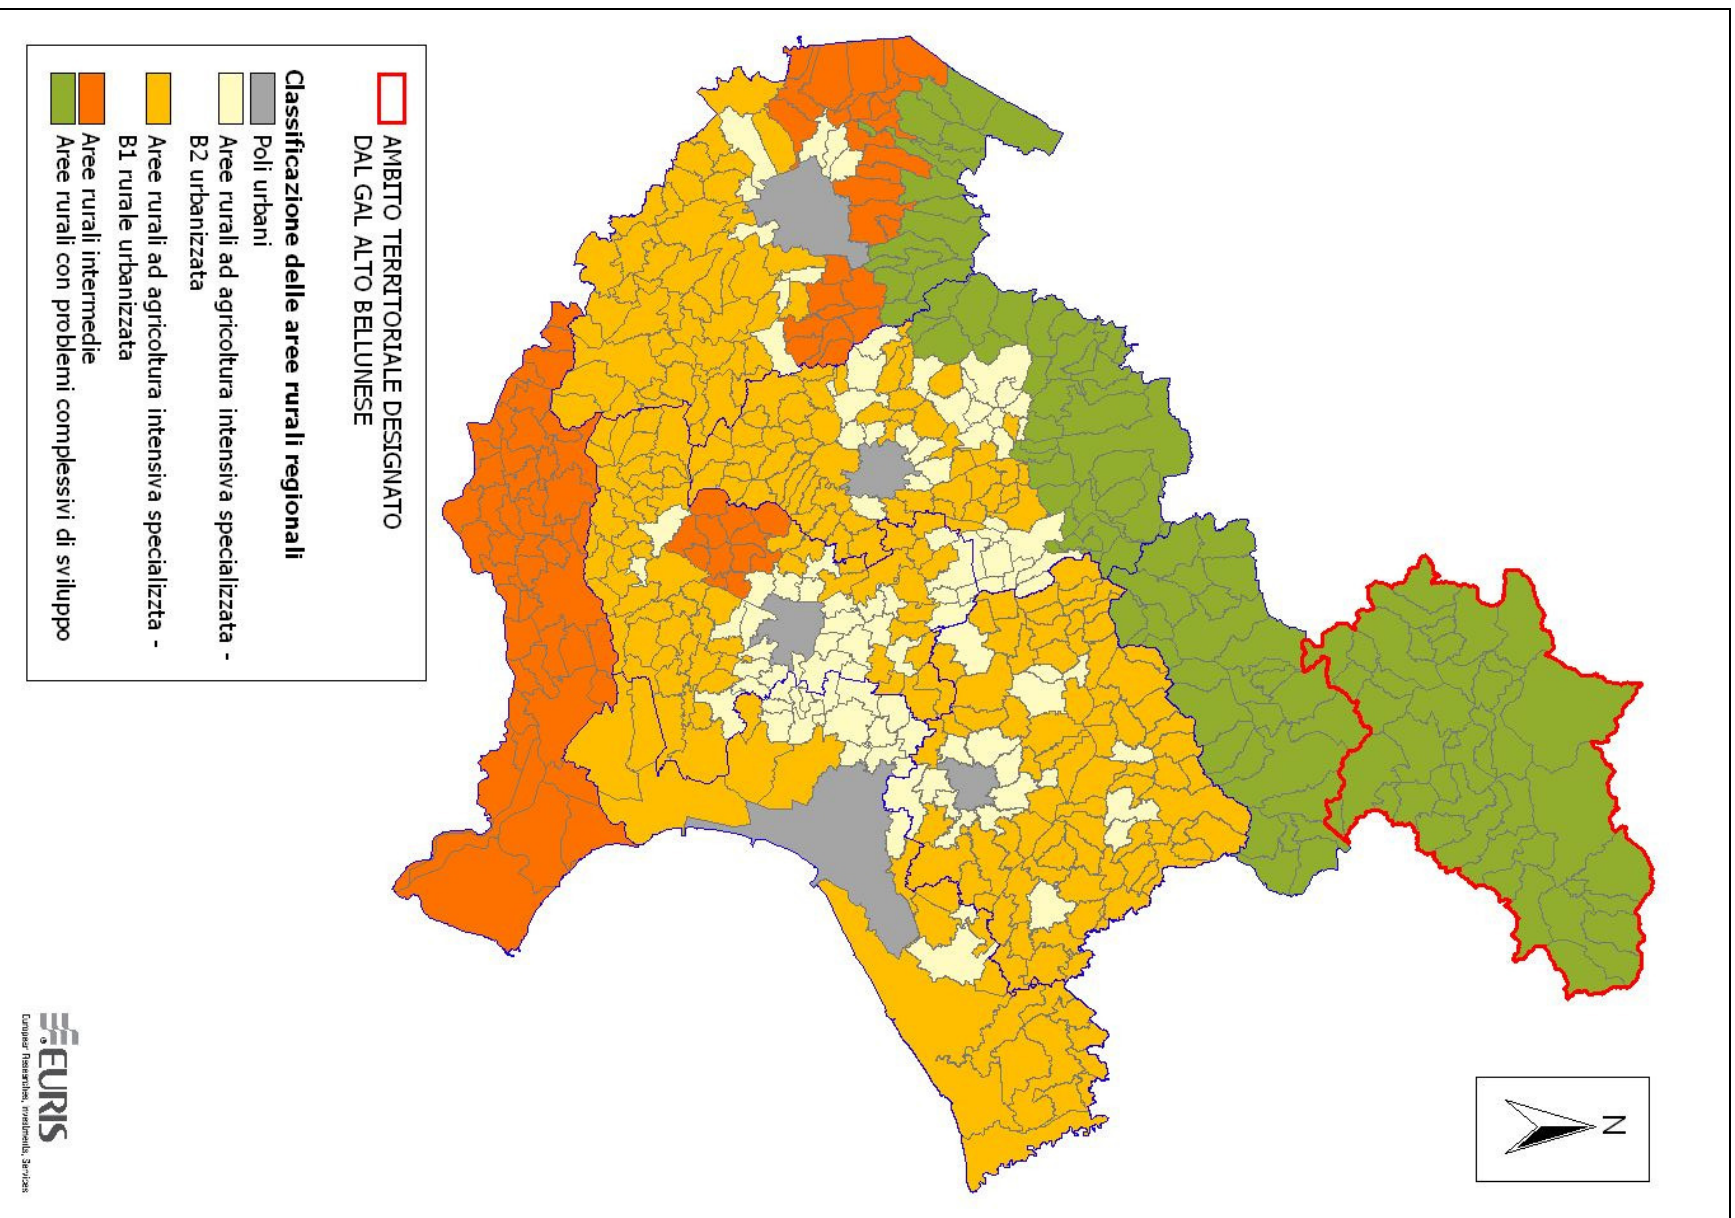 AMBITO TERRITORIALE DESIGNATO
DAL GAL ALTO BELLUNESE
Classificazione delle aree rurali regionali
Poli urbani
Aree rurali ad agricoltura intensiva specializzata -
B2 urbanizzata
Aree rurali ad agricoltura intensiva specializzta -
B1 rurale urbanizzata
Aree rurali intermedie
Aree rurali con problemi complessivi di sviluppo
N
EURIS
European Researches, Investments, Services